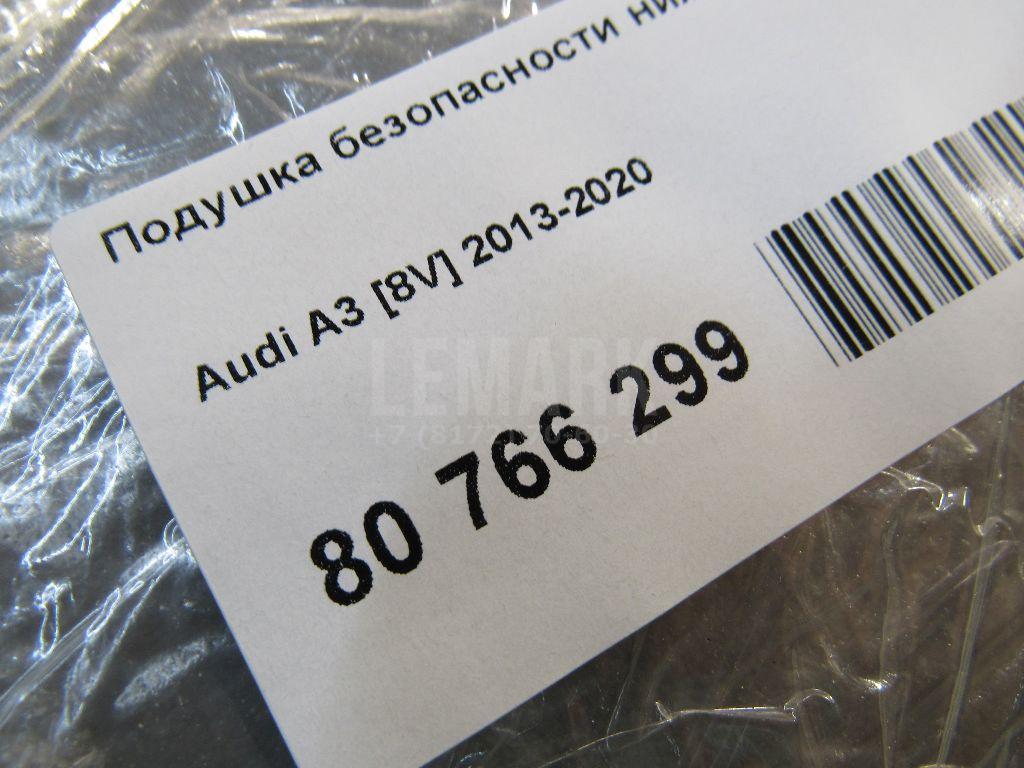 Подушка безопасности
Audi A3 [8V] 2013-2020
LEMARK
80 766 299